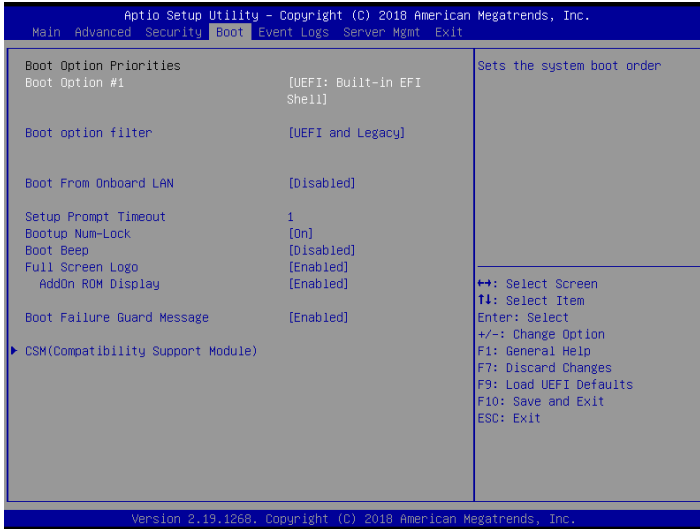 Aptio Setup Utility – Copyright (C) 2018 American Megatrends, Inc.
Main Advanced Security Boot Event Logs Server Mgmt Exit
Boot Option Priorities
Boot Option #1 [UEFI: Built-in EFI
Shell]
Boot option filter [UEFI and Legacy]
Boot From Onboard LAN [Disabled]
Setup Prompt Timeout 1
Bootup Num-Lock [On]
Boot Beep [Disabled]
Full Screen Logo [Enabled]
AddOn ROM Display [Enabled]
Boot Failure Guard Message [Enabled]
CSM(Compatibility Support Module)
Sets the system boot order
↔: Select Screen
↑↓: Select Item
Enter: Select
+/-: Change Option
F1: General Help
F7: Discard Changes
F9: Load UEFI Defaults
F10: Save and Exit
ESC: Exit
Version 2.19.1268. Copyright (C) 2018 American Megatrends, Inc.